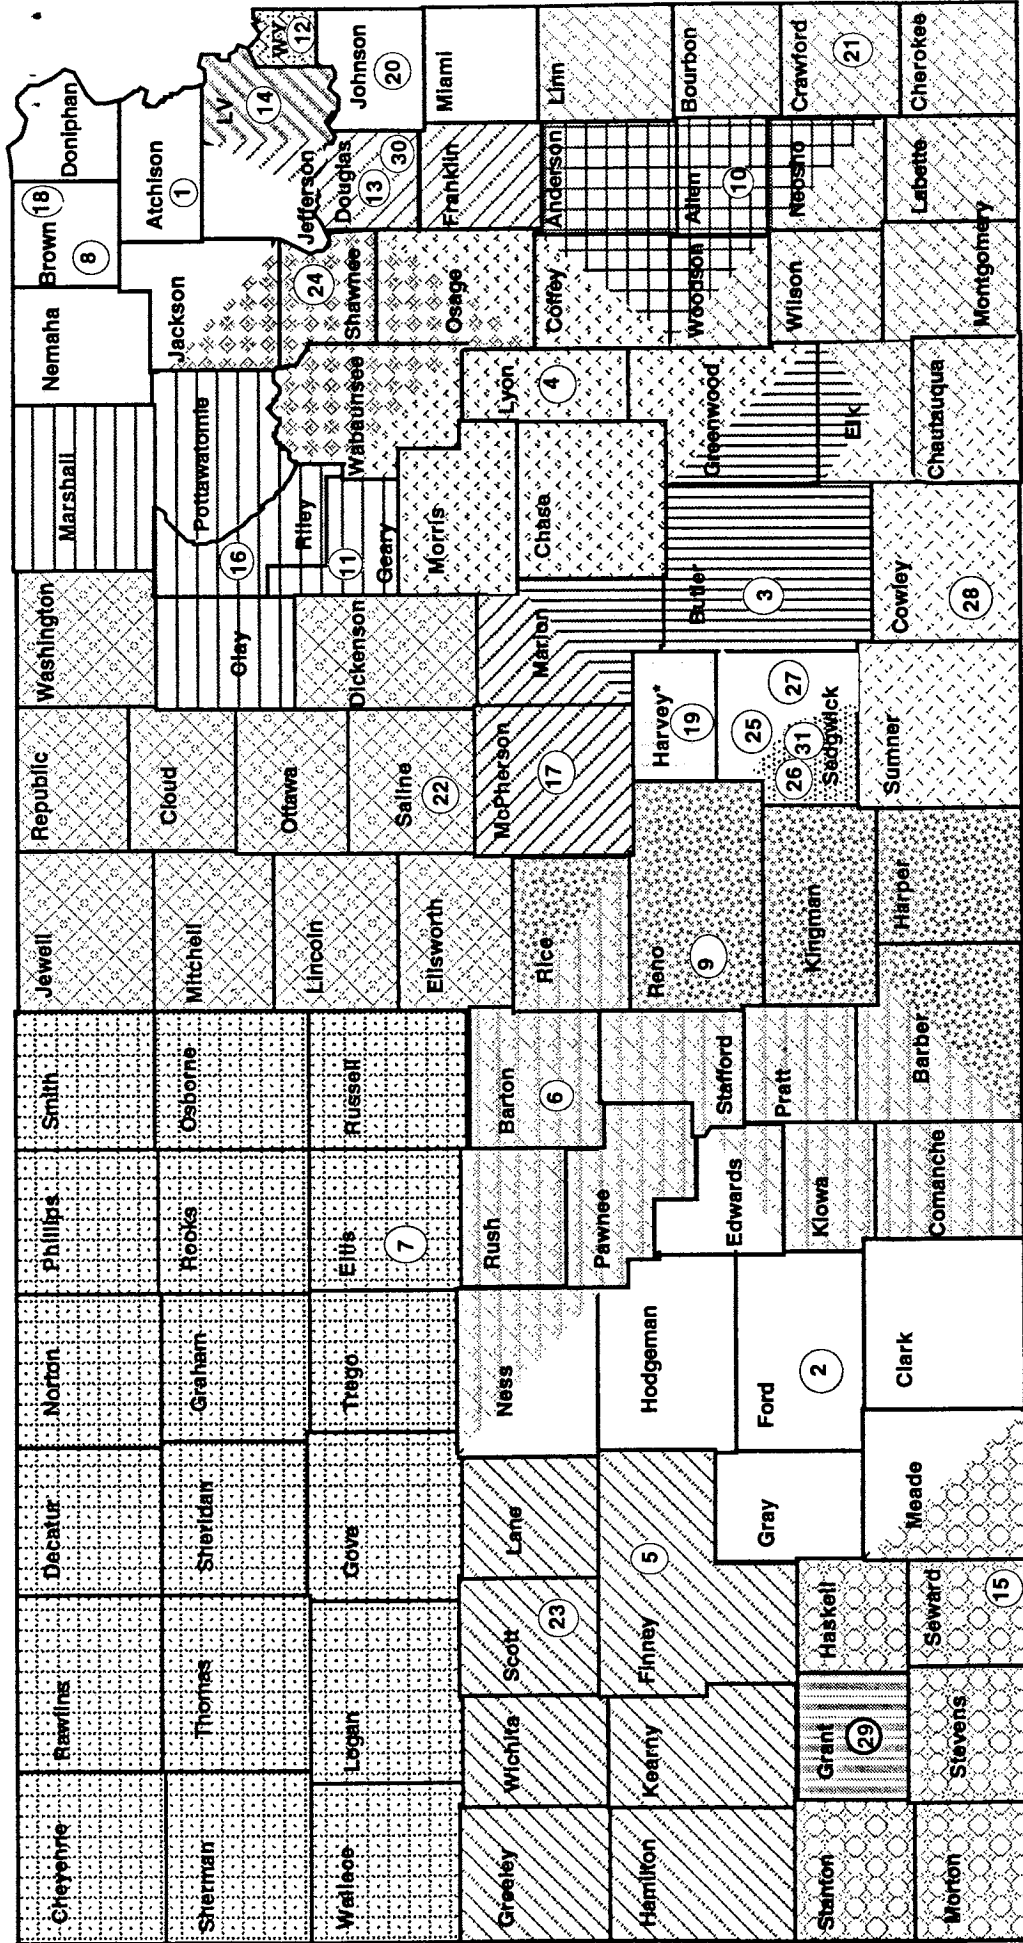 Cheyenne
Rawlins
Decatur
Norton
Phillips
Smith
Jewell
Republic
Washington
Marshall
Nemaha
Brown
18
8
Doniphan
Sherman
Thomas
Sheridan
Graham
Rooks
Osborne
Mitchell
Cloud
Clay
Riley
16
Pottawatomie
Jackson
Atchison
1
Wallace
Logan
Gove
Trego
Ellis
7
Russell
Lincoln
Ottawa
Dickenson
Geary
11
Wabaunsee
Shawnee
24
Jefferson
LV
14
WY
12
Greeley
Wichita
Scott
23
Lane
Ness
Rush
Barton
6
Ellsworth
Saline
22
Morris
Osage
Douglas
13
30
Johnson
20
Hamilton
Kearny
Finney
5
Hodgeman
Pawnee
Stafford
Rice
McPherson
17
Marion
Chase
Lyon
4
Coffey
Franklin
Miami
Stanton
Grant
29
Haskell
Gray
Ford
2
Edwards
Pratt
Reno
9
Harvey*
19
Butler
3
Greenwood
Woodson
Anderson
Allen
10
Linn
Bourbon
Morton
Stevens
Seward
15
Meade
Clark
Kiowa
Comanche
Barber
Kingman
Harper
Sedgwick
25
26
27
31
Sumner
Cowley
28
Elk
Chautauqua
Wilson
Montgomery
Neosho
Labette
Crawford
21
Cherokee